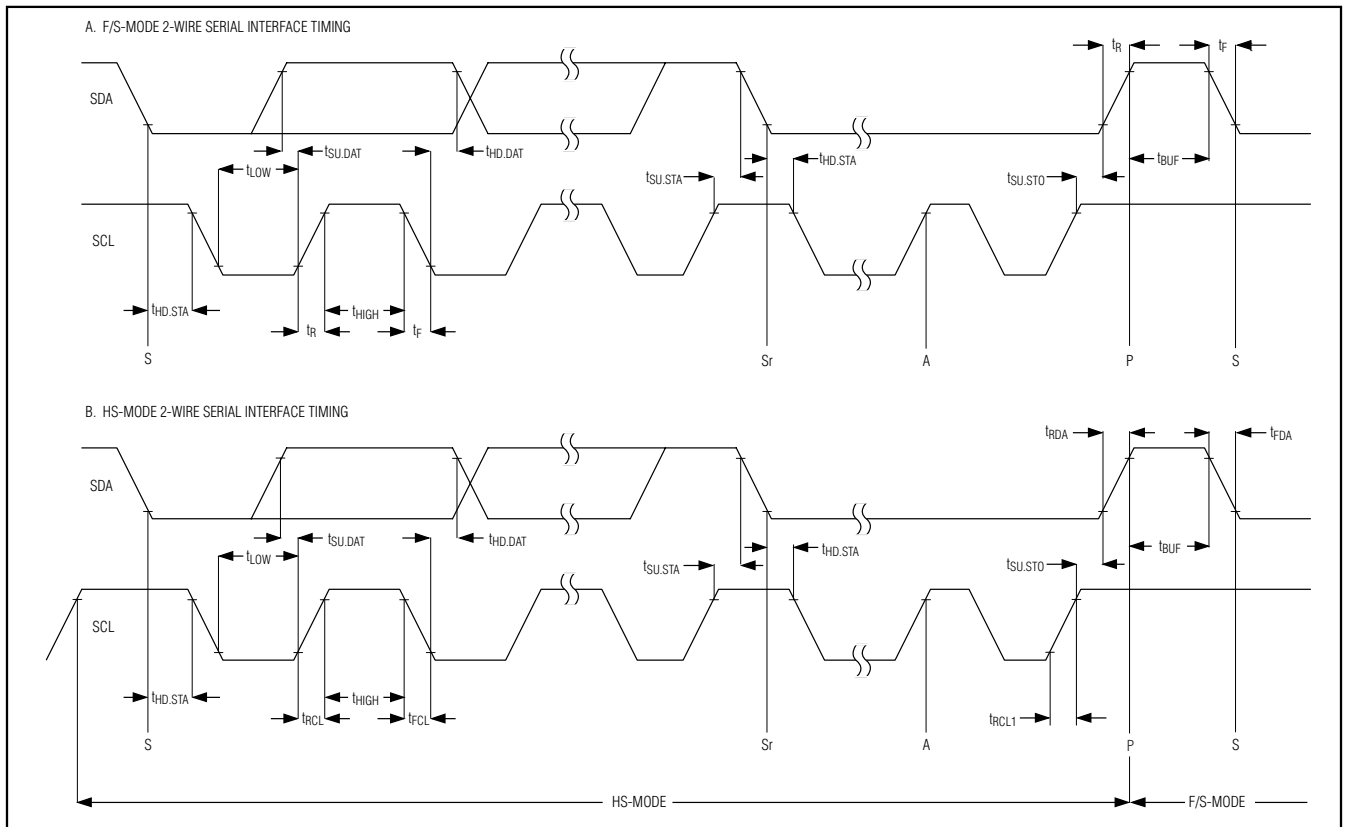 A. F/S-MODE 2-WIRE SERIAL INTERFACE TIMING
tR
tF
SDA
tSU.DAT
tHD.DAT
tLOW
tHD.STA
tBUF
tSU.STA
tSU.STO
SCL
tHD.STA
tR
tHIGH
tF
S
Sr
A
P
S
B. HS-MODE 2-WIRE SERIAL INTERFACE TIMING
tRDA
tFDA
SDA
tSU.DAT
tHD.DAT
tLOW
tHD.STA
tBUF
tSU.STA
tSU.STO
SCL
tHD.STA
tRCL
tHIGH
tFCL
tRCL1
S
Sr
A
P
S
HS-MODE
F/S-MODE